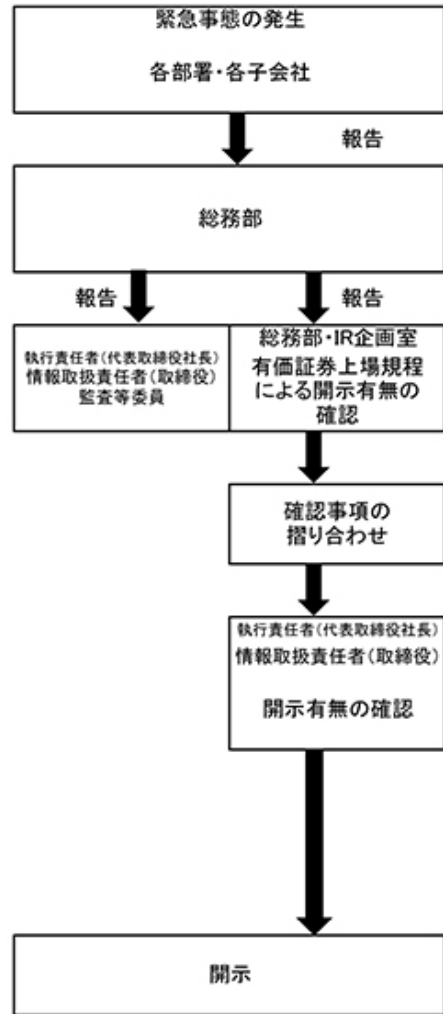 緊急事態の発生
各部署・各子会社
報告
総務部
報告
報告
執行責任者(代表取締役社長)
情報取扱責任者(取締役)
監査等委員
総務部・IR企画室
有価証券上場規程
による開示有無の
確認
確認事項の
摺り合わせ
執行責任者(代表取締役社長)
情報取扱責任者(取締役)
開示有無の確認
開示